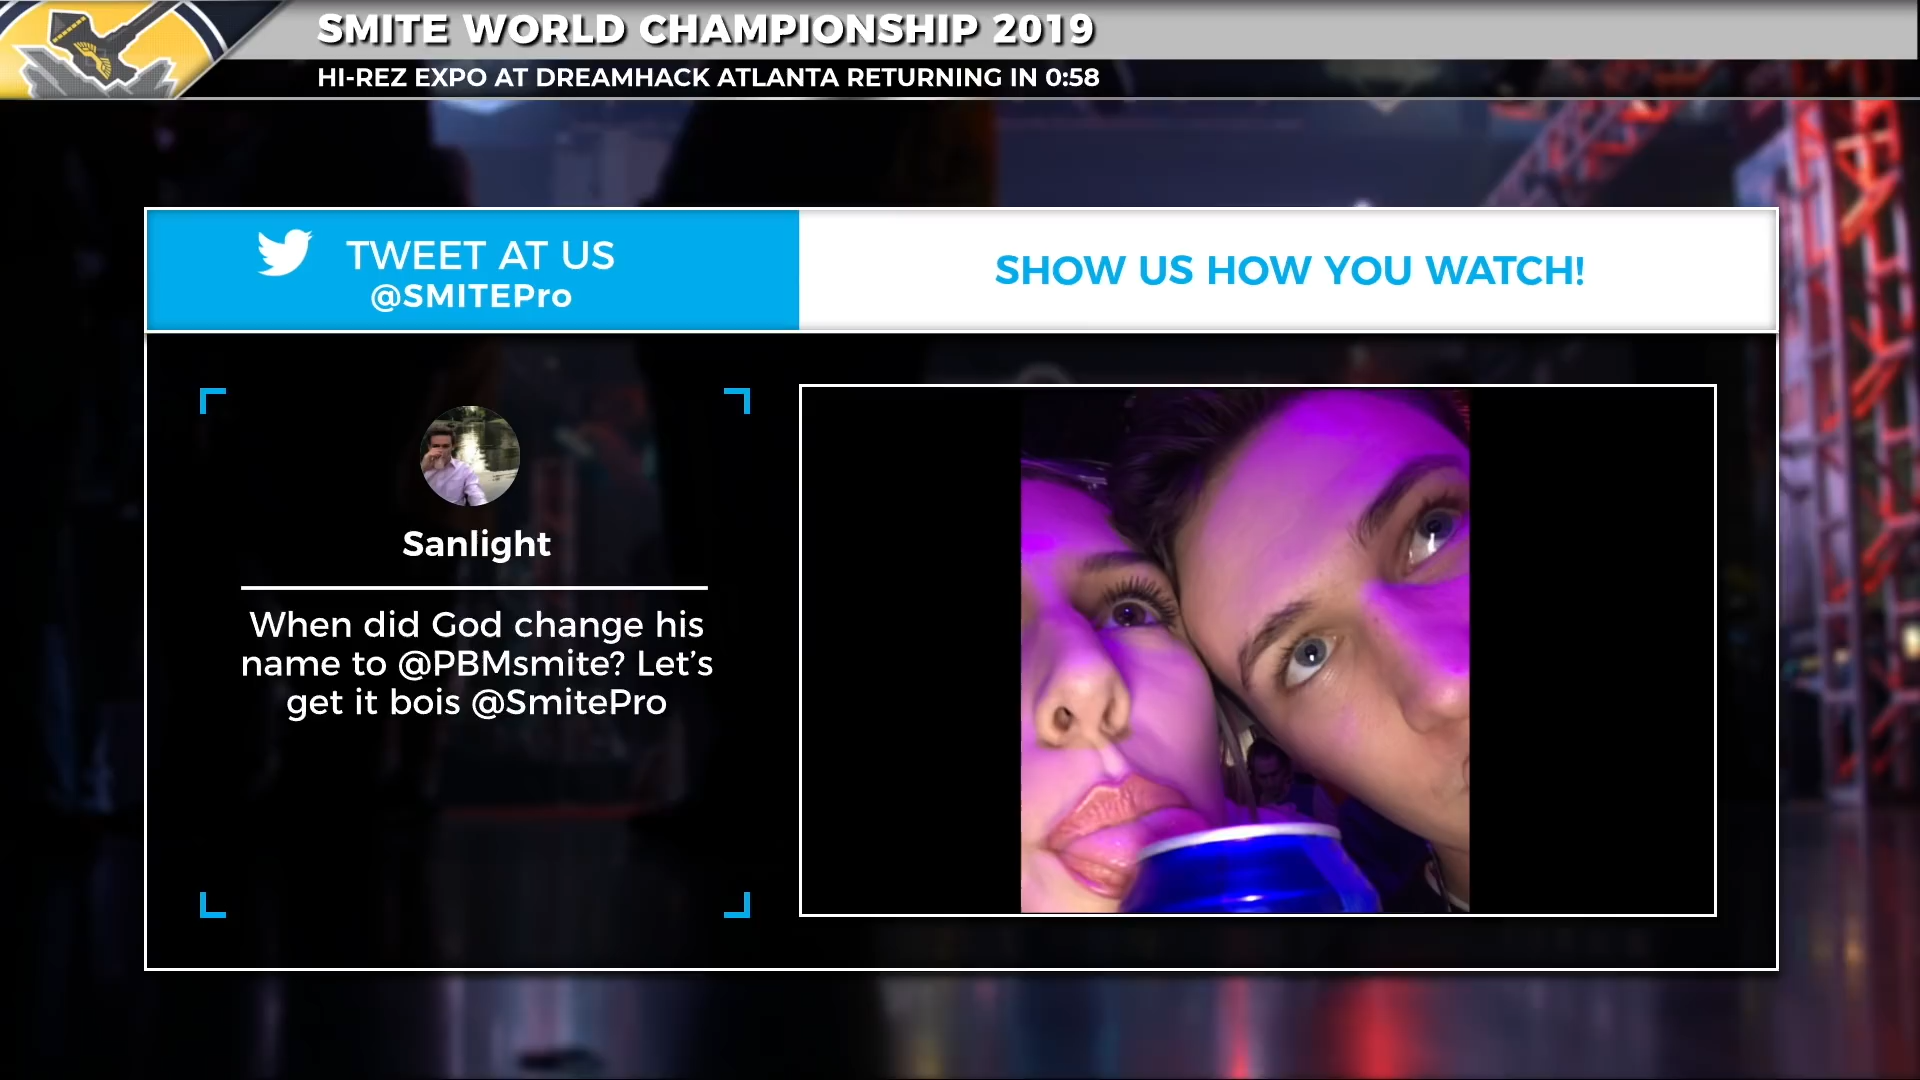 SMITE WORLD CHAMPIONSHIP 2019
HI-REZ EXPO AT DREAMHACK ATLANTA RETURNING IN 0:58
TWEET AT US
@SMITEPro
SHOW US HOW YOU WATCH!
Sanlight
When did God change his
name to @PBMsmite? Let’s
get it bois @SmitePro